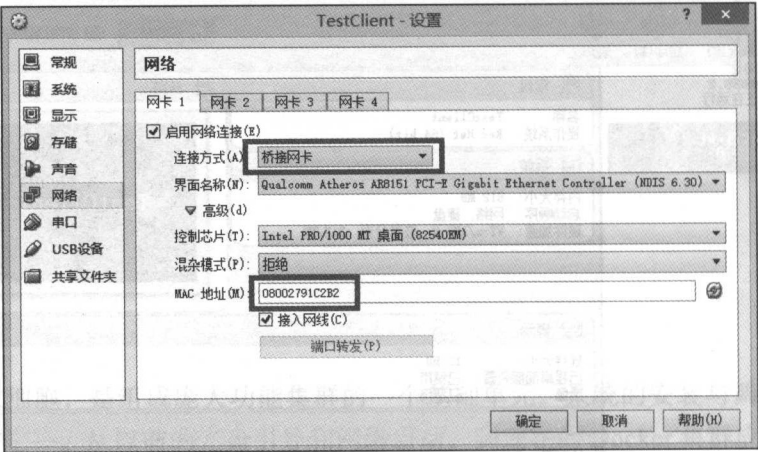 TestClient - 设置
? ×
常规
系统
显示
存储
声音
网络
串口
USB设备
共享文件夹
网络
网卡 1 网卡 2 网卡 3 网卡 4
启用网络连接(E)
连接方式(A) 桥接网卡
界面名称(N): Qualcomm Atheros AR8151 PCI-E Gigabit Ethernet Controller (NDIS 6.30)
高级(d)
控制芯片(T): Intel PRO/1000 MT 桌面 (82540EM)
混杂模式(P): 拒绝
MAC 地址(M): 08002791C2B2
接入网线(C)
端口转发(P)
确定 取消 帮助(H)